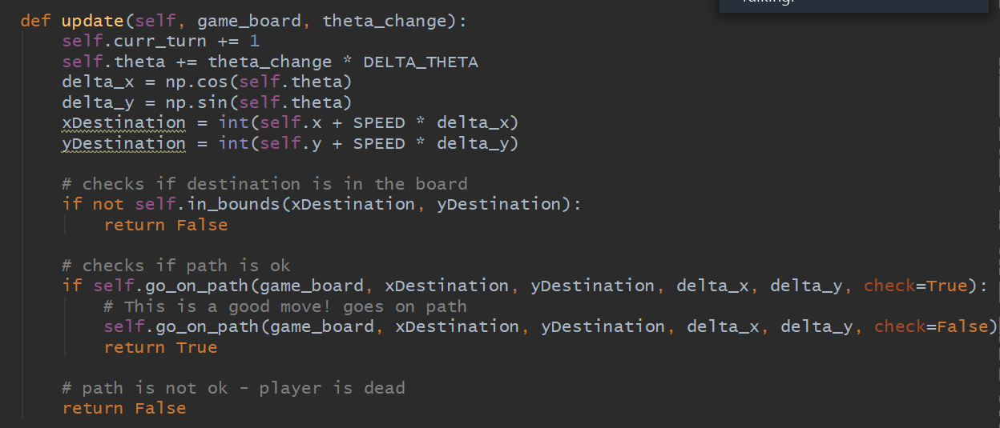 def update(self, game_board, theta_change):
    self.curr_turn += 1
    self.theta += theta_change * DELTA_THETA
    delta_x = np.cos(self.theta)
    delta_y = np.sin(self.theta)
    xDestination = int(self.x + SPEED * delta_x)
    yDestination = int(self.y + SPEED * delta_y)

    # checks if destination is in the board
    if not self.in_bounds(xDestination, yDestination):
        return False

    # checks if path is ok
    if self.go_on_path(game_board, xDestination, yDestination, delta_x, delta_y, check=True):
        # This is a good move! goes on path
        self.go_on_path(game_board, xDestination, yDestination, delta_x, delta_y, check=False)
        return True

    # path is not ok - player is dead
    return False